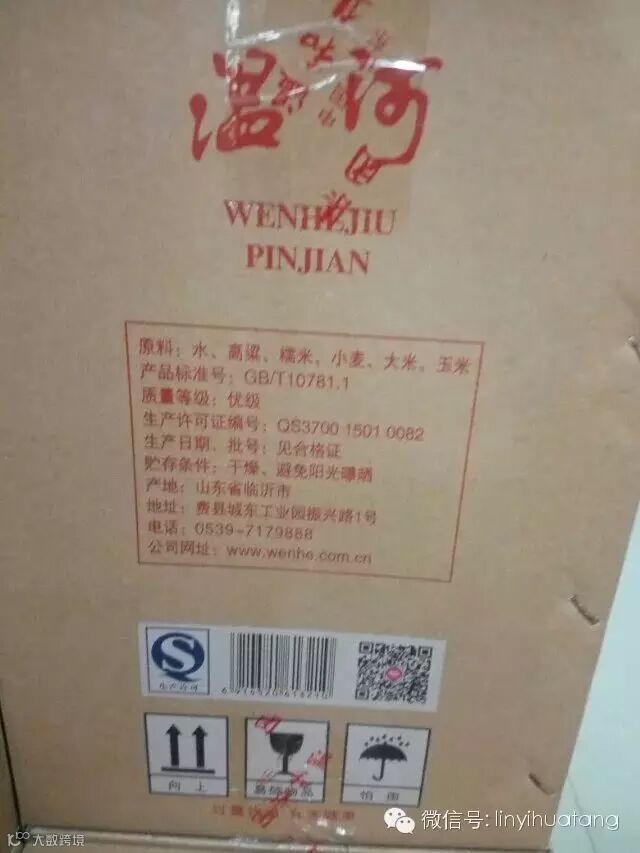 温河
WENHEJIU
PINJIAN
原料：水、高粱、糯米、小麦、大米、玉米
产品标准号：GB/T10781.1
质量等级：优级
生产许可证编号：QS3700 1501 0082
生产日期、批号：见合格证
贮存条件：干燥、避免阳光曝晒
产地：山东省临沂市
地址：费县城东工业园振兴路1号
电话：0539-7179888
公司网址：www.wenhe.com.cn
生产许可
向上
易碎物品
怕雨
微信号: linyihuatang
大数跨境